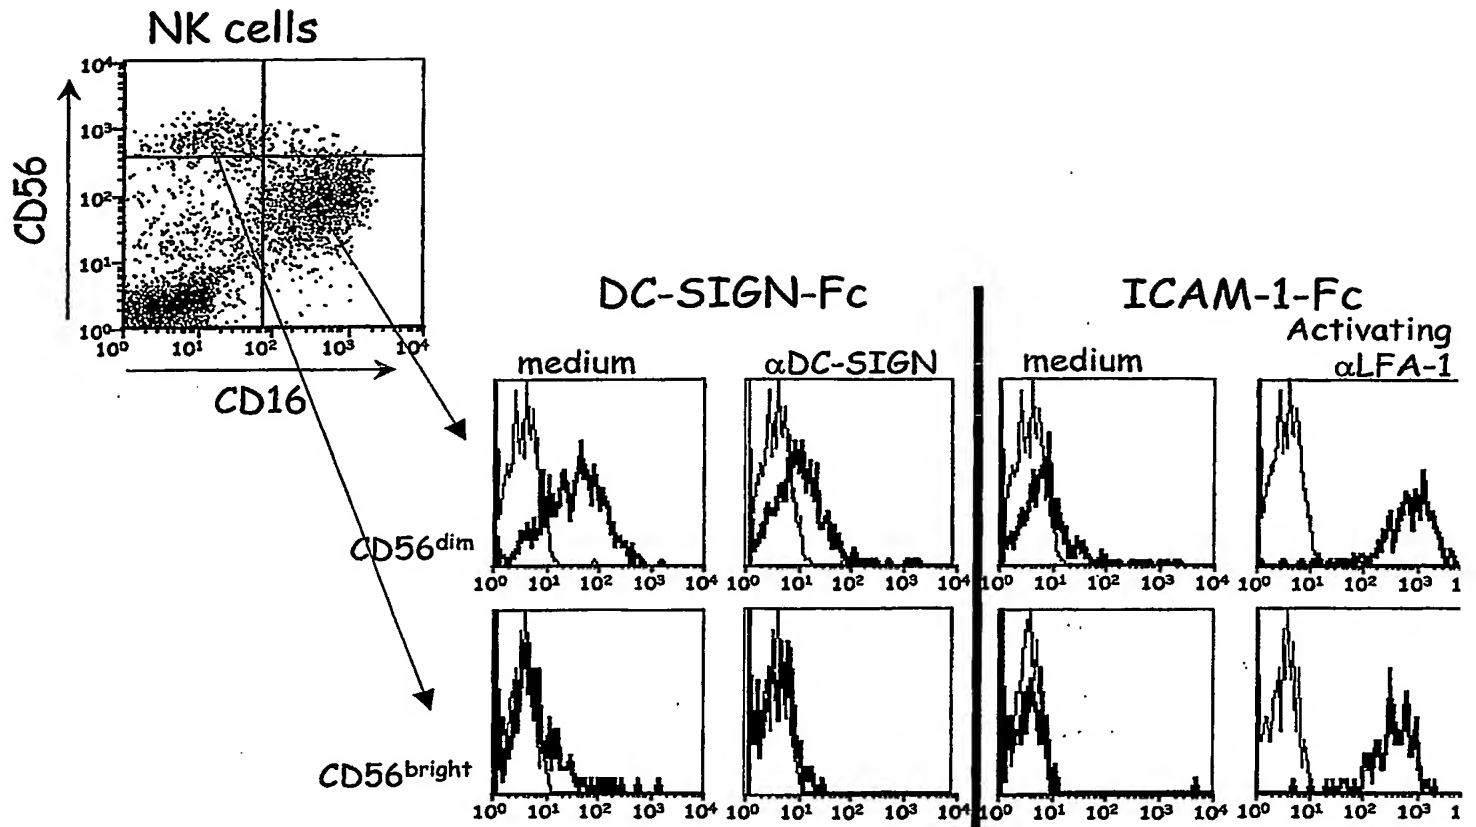 NK cells
10⁴
10³
10²
10¹
10⁰
CD56
10⁰ 10¹ 10² 10³ 10⁴
CD16
DC-SIGN-Fc
ICAM-1-Fc
medium
αDC-SIGN
medium
Activating
αLFA-1
CD56ᵈⁱᵐ
10⁰ 10¹ 10² 10³ 10⁴
10⁰ 10¹ 10² 10³ 10⁴
10⁰ 10¹ 10² 10³ 10⁴
10⁰ 10¹ 10² 10³ 1
CD56ᵇʳⁱᵍʰᵗ
10⁰ 10¹ 10² 10³ 10⁴
10⁰ 10¹ 10² 10³ 10⁴
10⁰ 10¹ 10² 10³ 10⁴
10⁰ 10¹ 10² 10³ 1